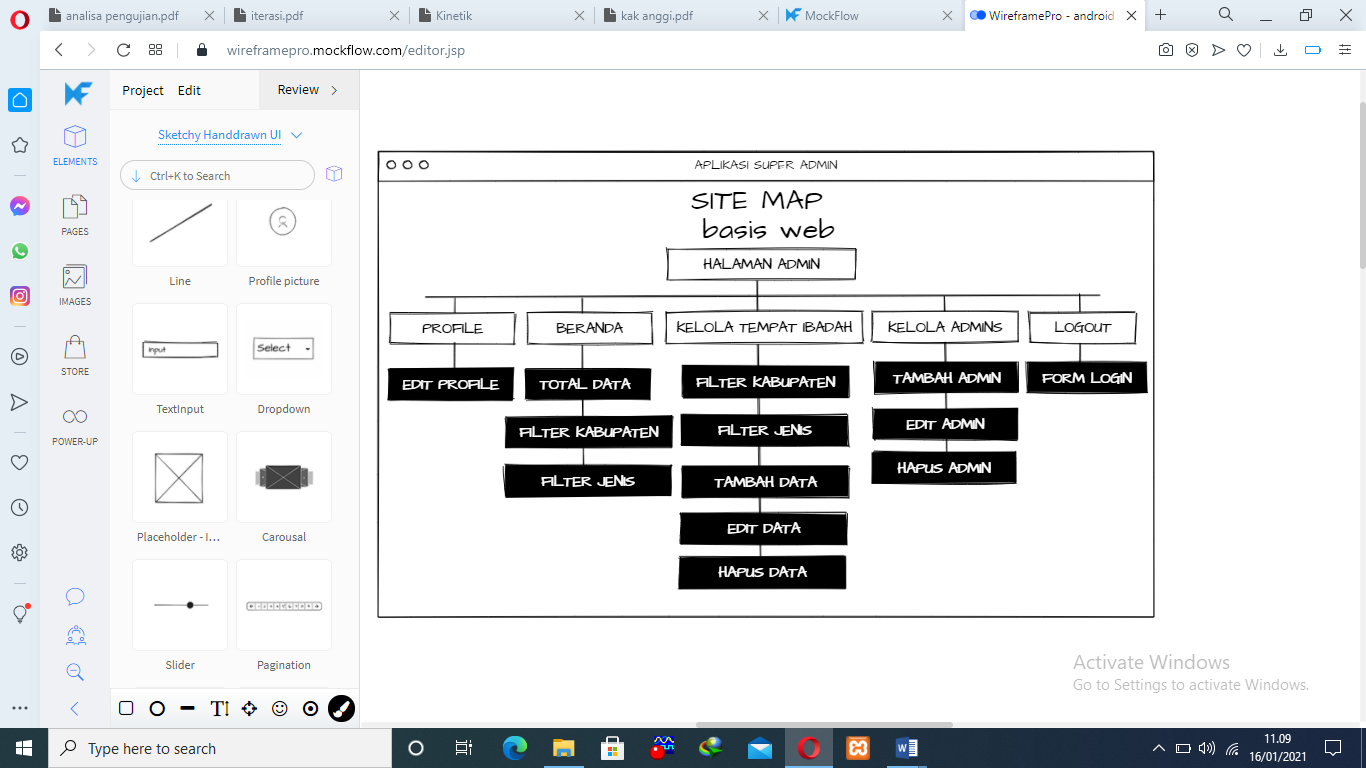 analisa pengujian.pdf
iterasi.pdf
Kinetik
kak anggi.pdf
MockFlow
WireframePro - android
wireframepro.mockflow.com/editor.jsp
Project
Edit
Review
Sketchy Handdrawn UI
Ctrl+K to Search
ELEMENTS
PAGES
IMAGES
STORE
POWER-UP
Line
Profile picture
Input
Select
TextInput
Dropdown
Placeholder - I...
Carousal
Slider
Pagination
APLIKASI SUPER ADMIN
SITE MAP
basis web
HALAMAN ADMIN
PROFILE
BERANDA
KELOLA TEMPAT IBADAH
KELOLA ADMINS
LOGOUT
EDIT PROFILE
TOTAL DATA
FILTER KABUPATEN
FILTER JENIS
FILTER KABUPATEN
FILTER JENIS
TAMBAH DATA
EDIT DATA
HAPUS DATA
TAMBAH ADMIN
EDIT ADMIN
HAPUS ADMIN
FORM LOGIN
Activate Windows
Go to Settings to activate Windows.
Type here to search
11.09
16/01/2021